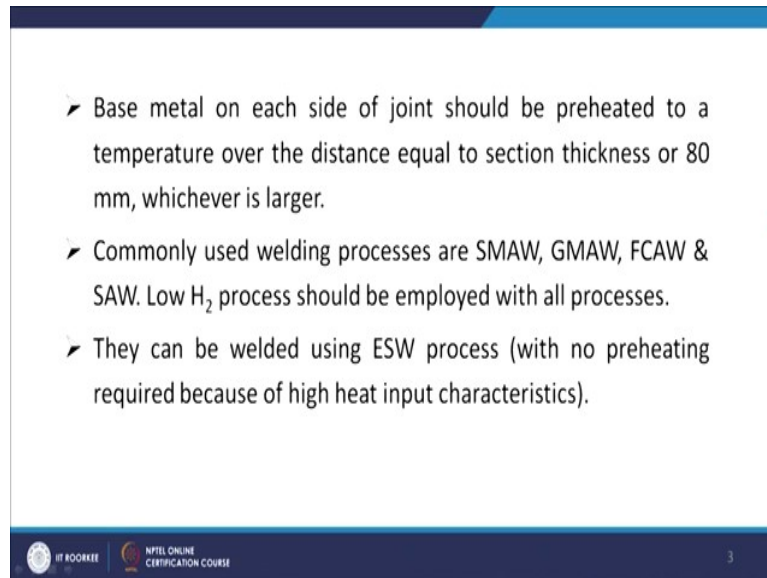 ➢ Base metal on each side of joint should be preheated to a
temperature over the distance equal to section thickness or 80
mm, whichever is larger.
➢ Commonly used welding processes are SMAW, GMAW, FCAW &
SAW. Low H₂ process should be employed with all processes.
➢ They can be welded using ESW process (with no preheating
required because of high heat input characteristics).
IIT ROORKEE
NPTEL ONLINE
CERTIFICATION COURSE
3